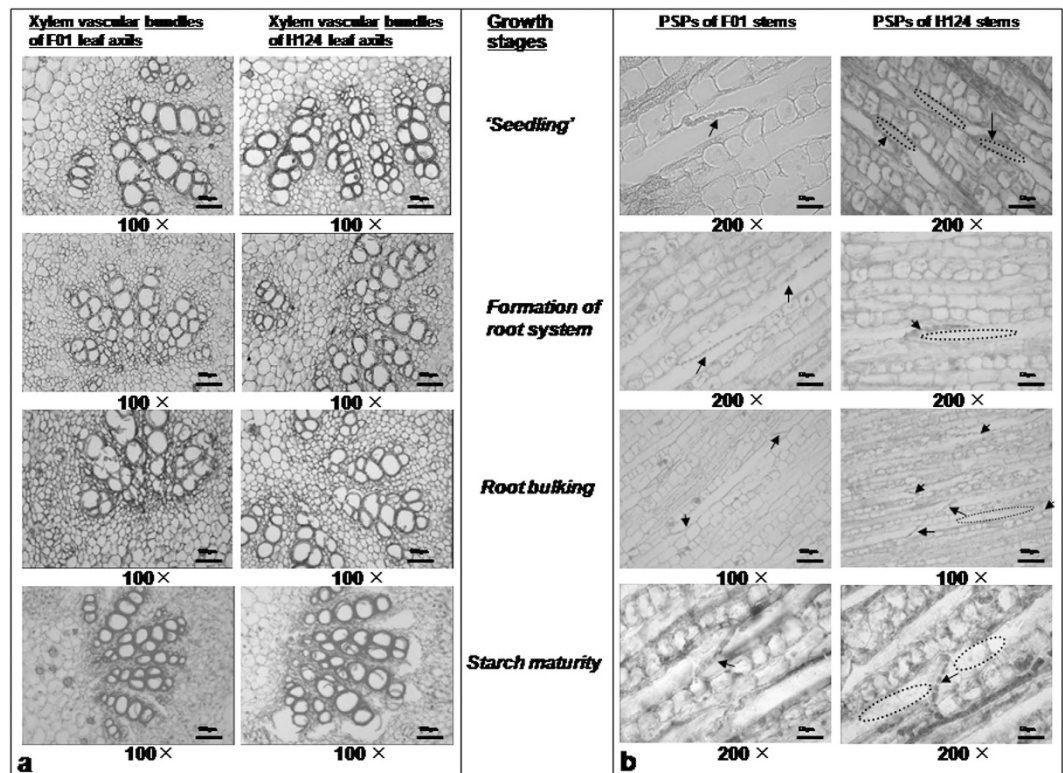 Xylem vascular bundles
of F01 leaf axils
Xylem vascular bundles
of H124 leaf axils
Growth
stages
PSPs of F01 stems
PSPs of H124 stems
'Seedling'
100 ×
100 ×
200 ×
200 ×
Formation of
root system
100 ×
100 ×
200 ×
200 ×
Root bulking
100 ×
100 ×
100 ×
100 ×
Starch maturity
100 ×
100 ×
200 ×
200 ×
a
b